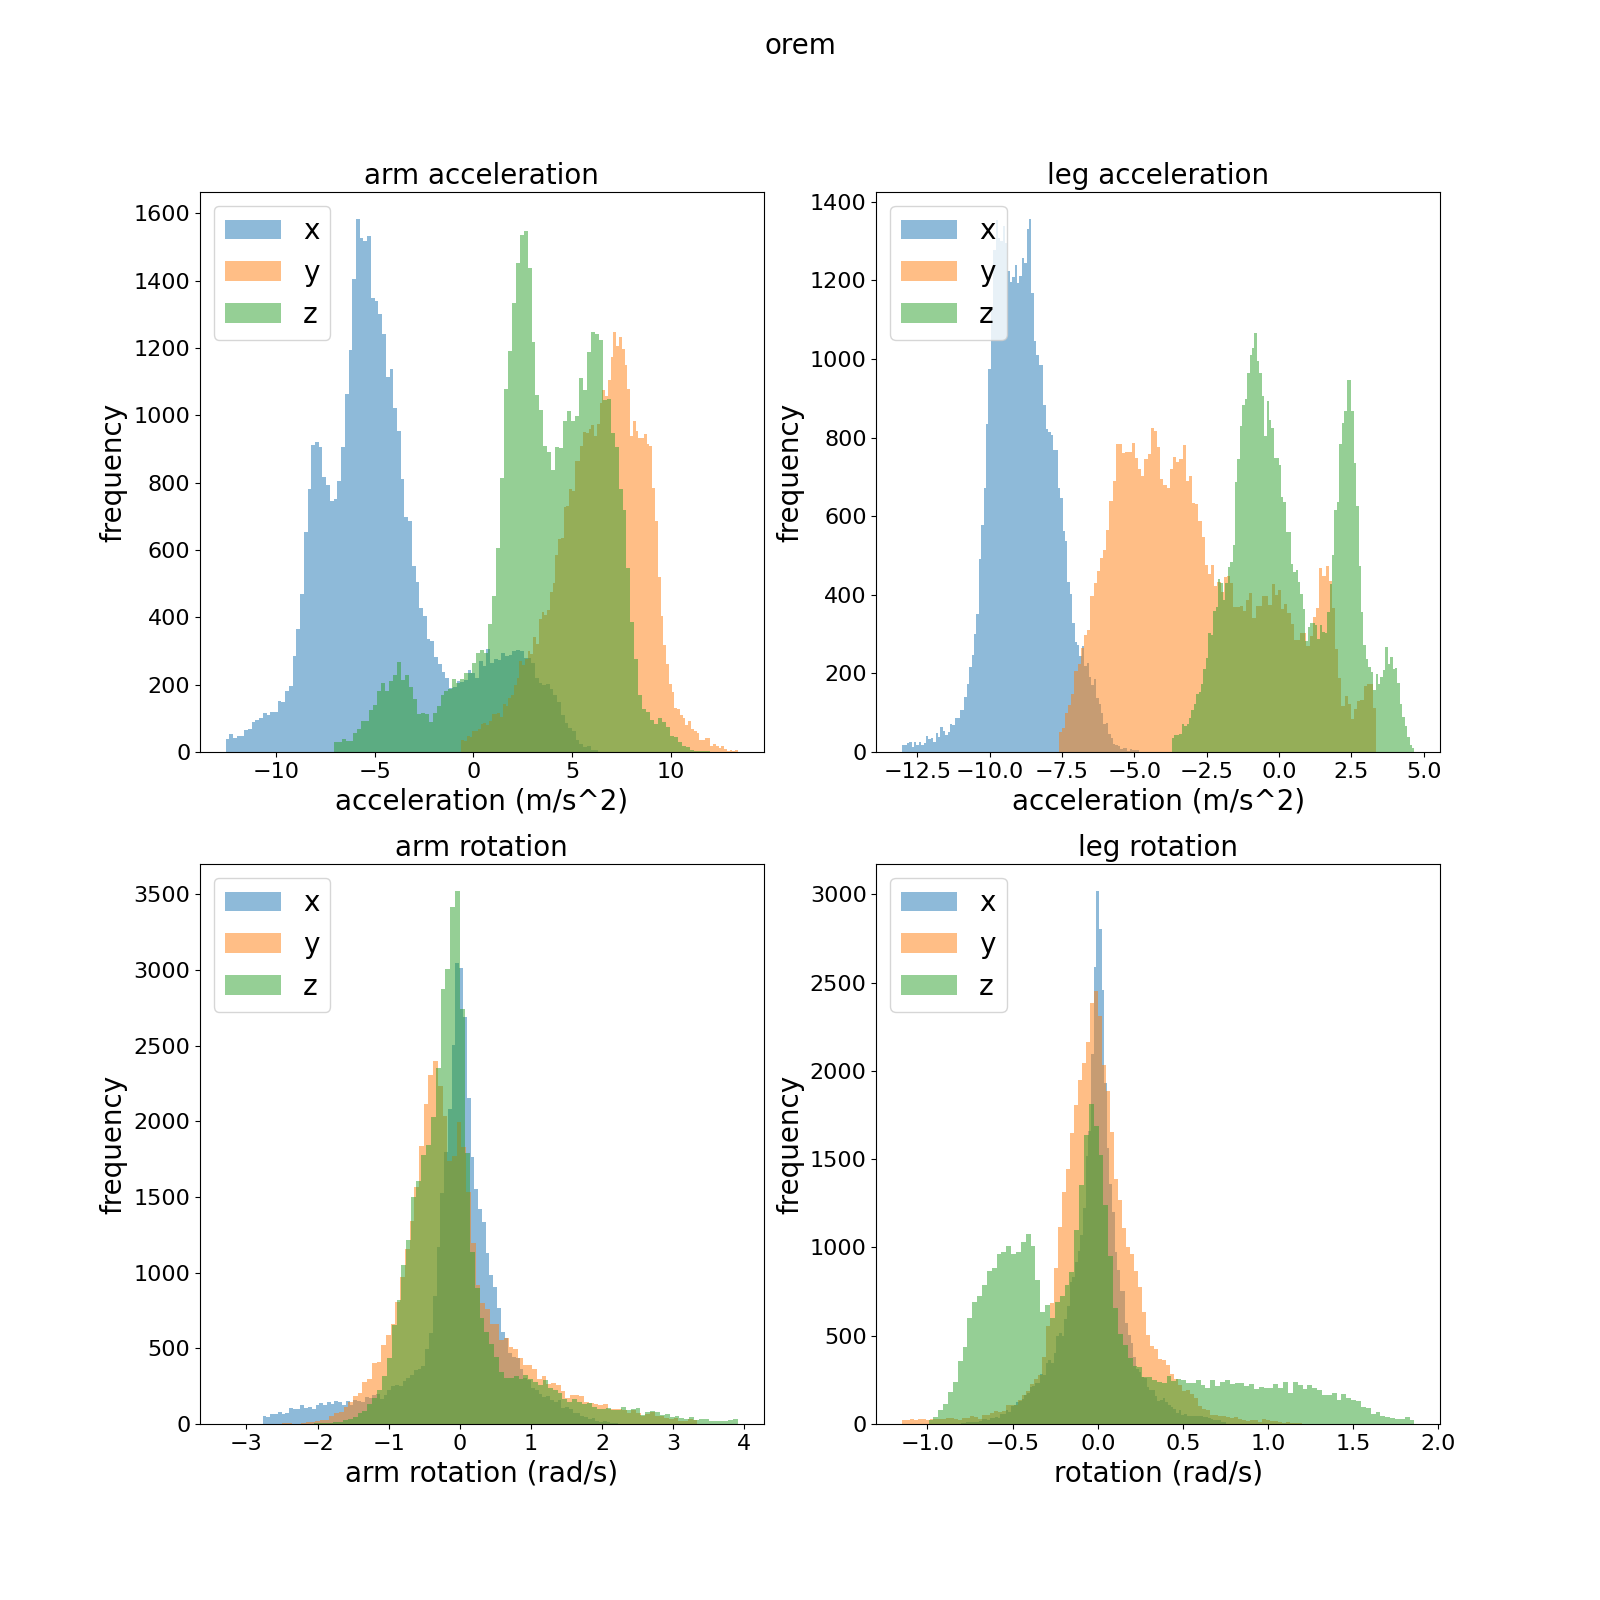 orem
arm acceleration
x
y
z
1600
1400
1200
1000
800
600
400
200
0
frequency
−10
−5
0
5
10
acceleration (m/s^2)
leg acceleration
x
y
z
1400
1200
1000
800
600
400
200
0
frequency
−12.5
−10.0
−7.5
−5.0
−2.5
0.0
2.5
5.0
acceleration (m/s^2)
arm rotation
x
y
z
3500
3000
2500
2000
1500
1000
500
0
frequency
−3
−2
−1
0
1
2
3
4
arm rotation (rad/s)
leg rotation
x
y
z
3000
2500
2000
1500
1000
500
0
frequency
−1.0
−0.5
0.0
0.5
1.0
1.5
2.0
rotation (rad/s)